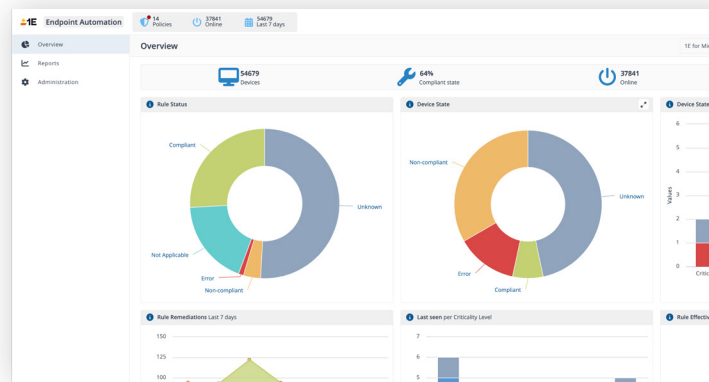 1E Endpoint Automation
14
Policies
37841
Online
54679
Last 7 days
Overview
Reports
Administration
Overview
1E for Mi
54679
Devices
64%
Compliant state
37841
Online
Rule Status
Compliant
Unknown
Not Applicable
Error
Non-compliant
Device State
Non-compliant
Unknown
Error
Compliant
Device State
6
5
4
3
2
1
0
Values
Critic
Rule Remediations Last 7 days
150
125
100
Last seen per Criticality Level
7
6
5
Rule Effectiv